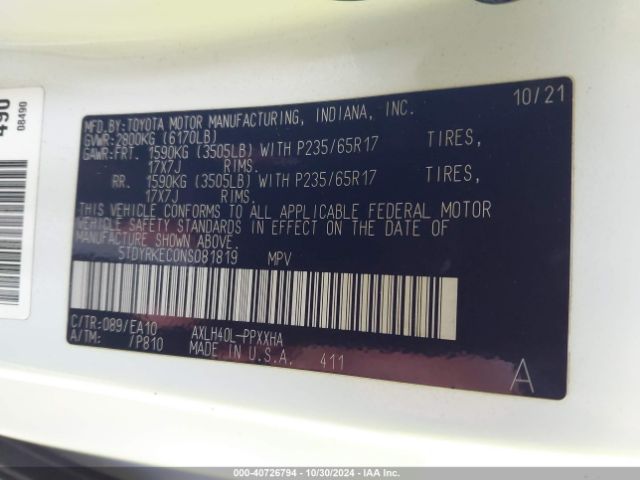 490
08490
10/21
MFD.BY:TOYOTA MOTOR MANUFACTURING, INDIANA, INC.
GVWR:2800KG (6170LB)
GAWR:FRT. 1590KG (3505LB) WITH P235/65R17 TIRES,
17X7J RIMS.
RR. 1590KG (3505LB) WITH P235/65R17 TIRES,
17X7J RIMS.
THIS VEHICLE CONFORMS TO ALL APPLICABLE FEDERAL MOTOR
VEHICLE SAFETY STANDARDS IN EFFECT ON THE DATE OF
MANUFACTURE SHOWN ABOVE.
5TDYRKEC0NS081819 MPV
C/TR:089/EA10 AXLH40L-PPXXHA
A/TM: /P810 MADE IN U.S.A. 411
A
000-40726794 - 10/30/2024 - IAA Inc.